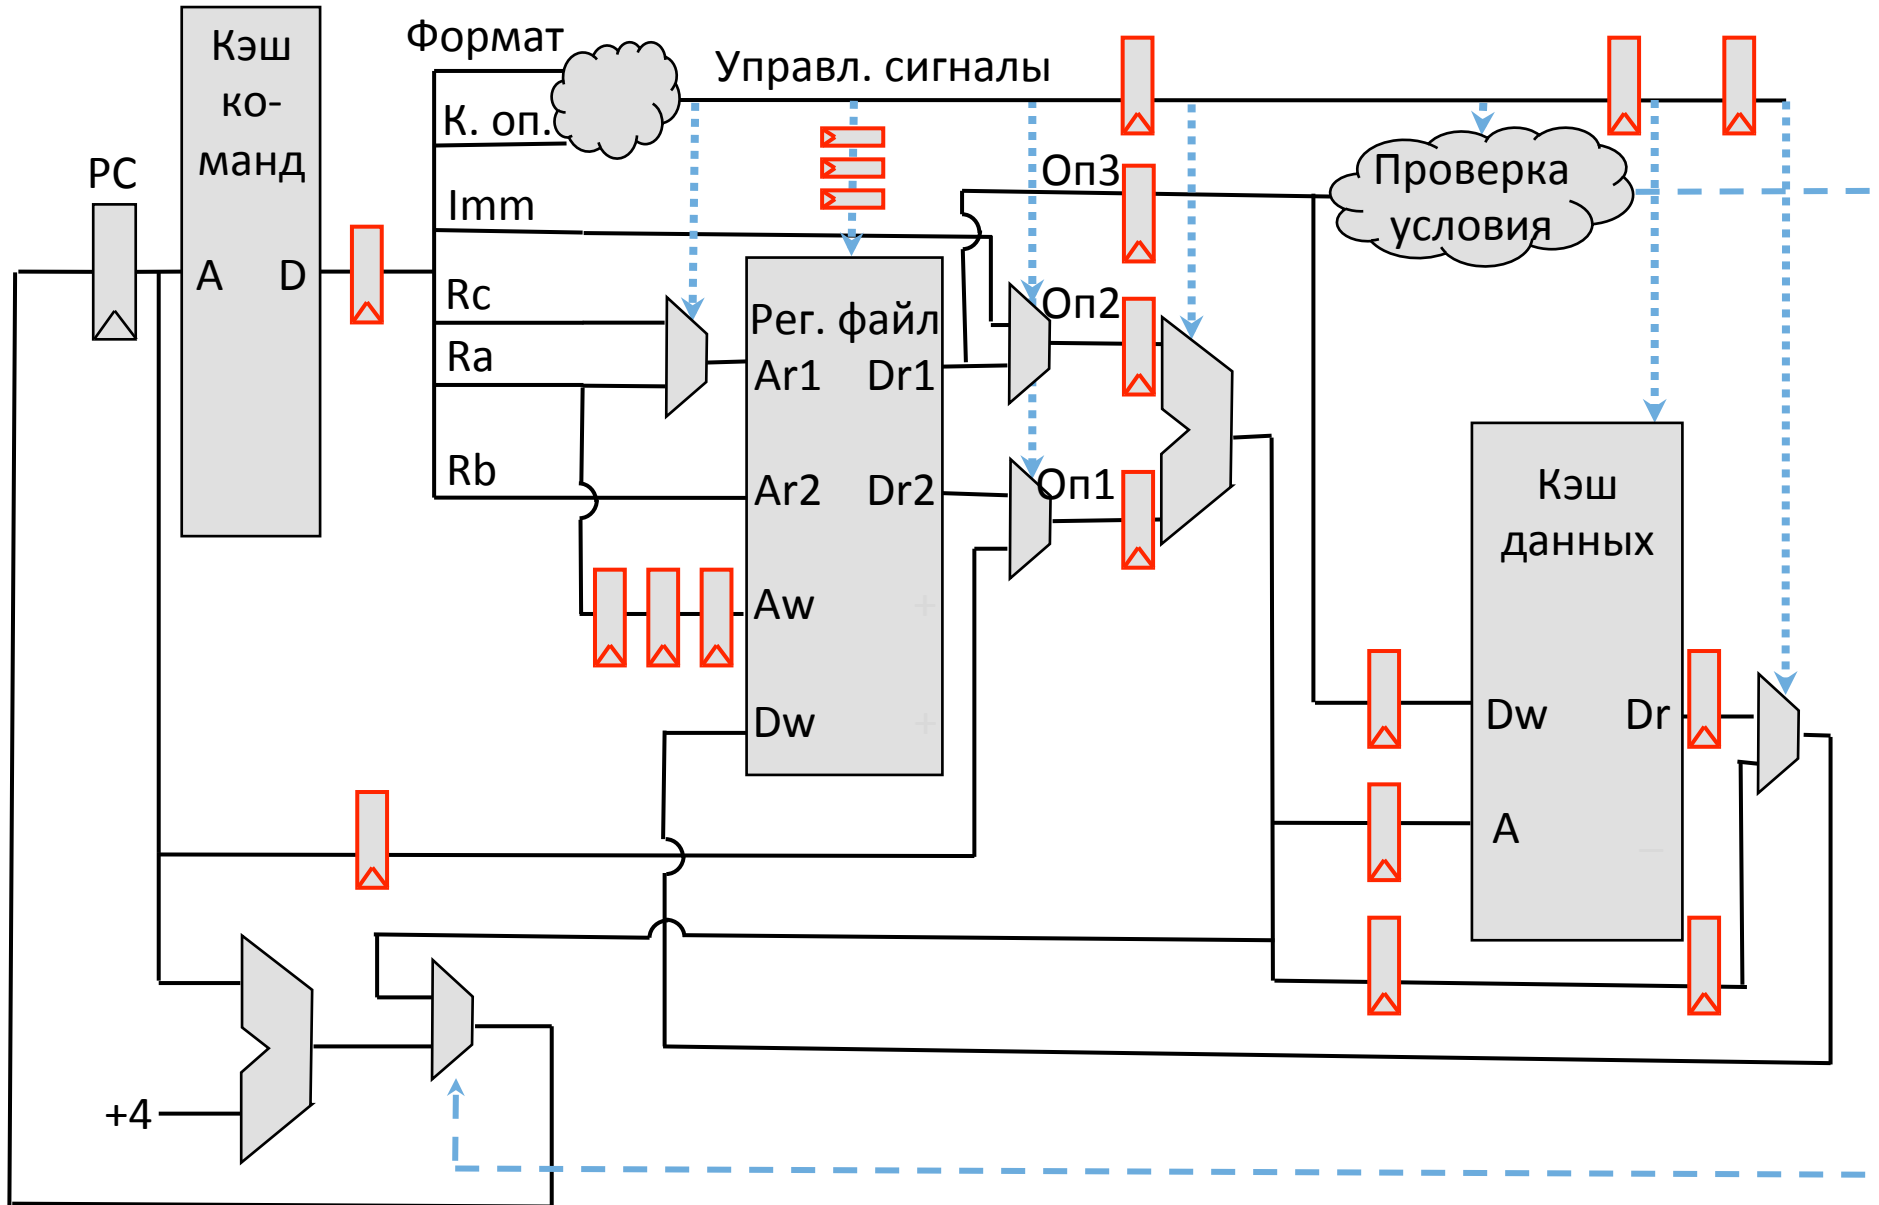 Кэш
ко-
манд
Формат
Управл. сигналы
К. оп.
PC
Imm
A
D
Rc
Ra
Rb
Рег. файл
Ar1
Dr1
Ar2
Dr2
Aw
Dw
Оп3
Оп2
Оп1
Проверка
условия
Кэш
данных
Dw
Dr
A
+4